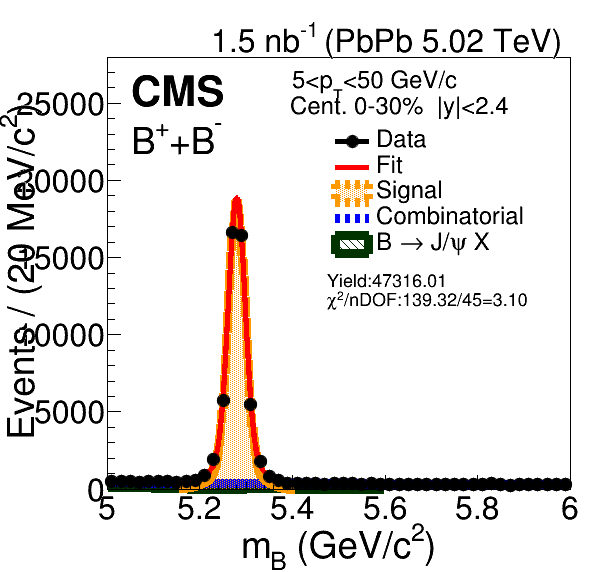 1.5 nb⁻¹ (PbPb 5.02 TeV)
CMS
B⁺+B⁻
5<p_T<50 GeV/c
Cent. 0-30% |y|<2.4
Data
Fit
Signal
Combinatorial
B → J/ψ X
Yield:47316.01
χ²/nDOF:139.32/45=3.10
Events / (20 MeV/c²)
25000
20000
15000
10000
5000
0
5
5.2
5.4
5.6
5.8
6
m_B (GeV/c²)